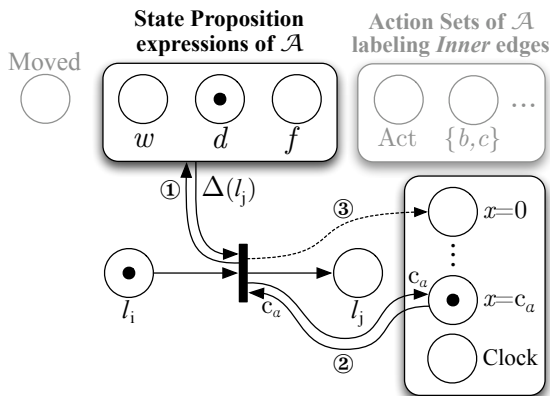 State Proposition
expressions of 𝒜
Action Sets of 𝒜
labeling Inner edges
Moved
w
d
f
Act
{b,c}
...
①
Δ(lⱼ)
③
x=0
lᵢ
lⱼ
cₐ
cₐ
x=cₐ
②
Clock